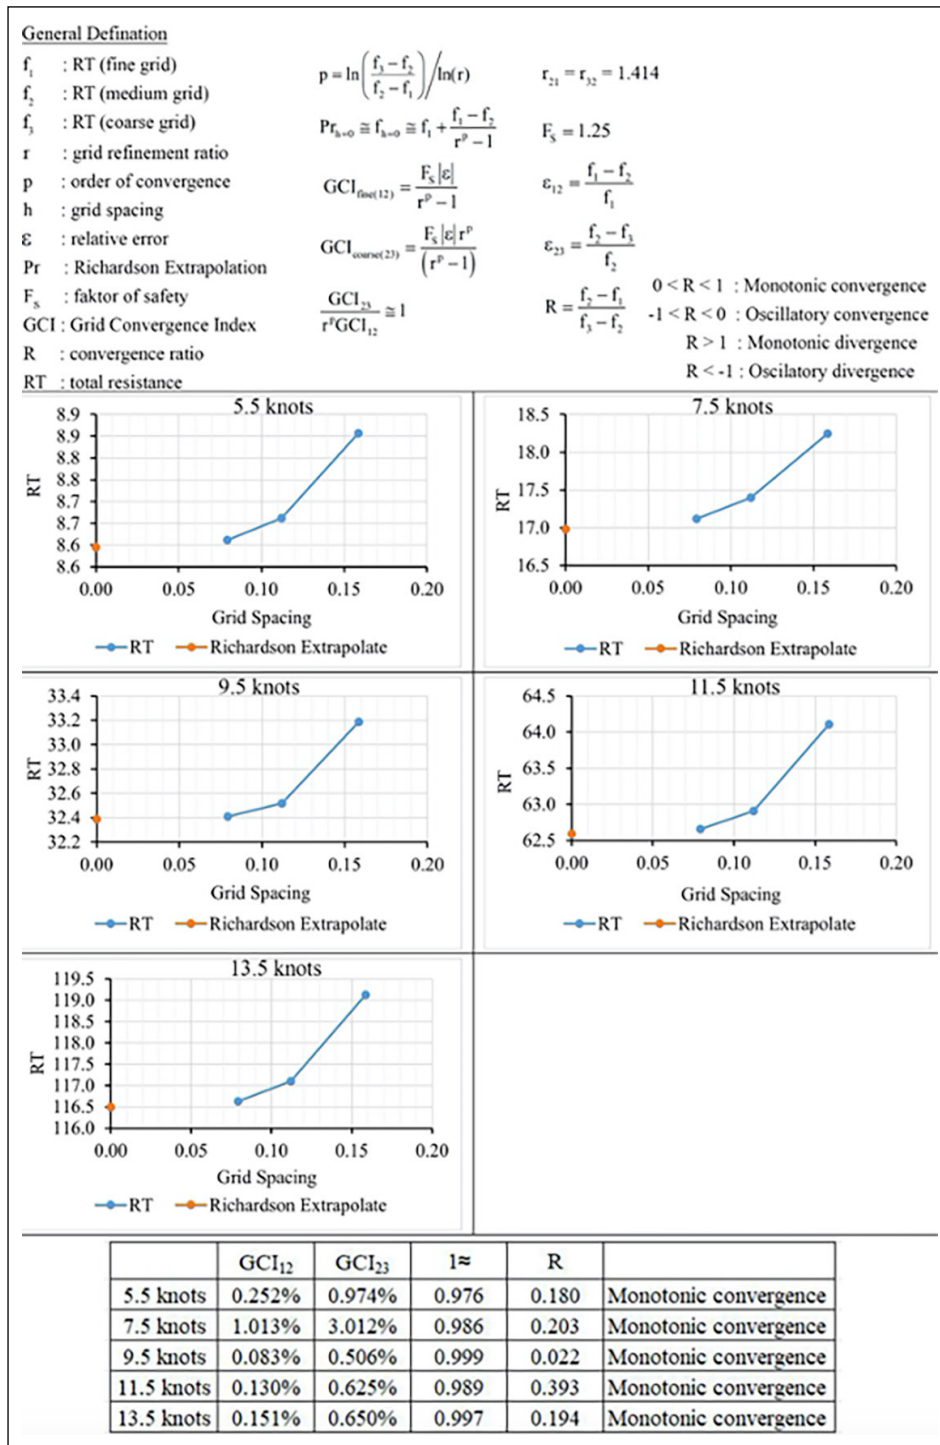 General Defination
f₁ : RT (fine grid)
f₂ : RT (medium grid)
f₃ : RT (coarse grid)
r : grid refinement ratio
p : order of convergence
h : grid spacing
ε : relative error
Pr : Richardson Extrapolation
F_S : faktor of safety
GCI : Grid Convergence Index
R : convergence ratio
RT : total resistance
p = ln((f₃ − f₂)/(f₂ − f₁))/ln(r)
Pr_{h=0} ≅ f_{h=0} ≅ f₁ + (f₁ − f₂)/(r^p − 1)
GCI_{fine(12)} = F_S|ε|/(r^p − 1)
GCI_{coarse(23)} = F_S|ε|r^p/(r^p − 1)
GCI₂₃/(r^p GCI₁₂) ≅ 1
r₂₁ = r₃₂ = 1.414
F_S = 1.25
ε₁₂ = (f₁ − f₂)/f₁
ε₂₃ = (f₂ − f₃)/f₂
R = (f₂ − f₁)/(f₃ − f₂)
0 < R < 1 : Monotonic convergence
-1 < R < 0 : Oscillatory convergence
R > 1 : Monotonic divergence
R < -1 : Oscilatory divergence
5.5 knots
8.9
8.9
8.8
8.8
8.7
8.7
8.6
8.6
RT
0.00 0.05 0.10 0.15 0.20
Grid Spacing
RT Richardson Extrapolate
7.5 knots
18.5
18.0
17.5
17.0
16.5
RT
0.00 0.05 0.10 0.15 0.20
Grid Spacing
RT Richardson Extrapolate
9.5 knots
33.4
33.2
33.0
32.8
32.6
32.4
32.2
RT
0.00 0.05 0.10 0.15 0.20
Grid Spacing
RT Richardson Extrapolate
11.5 knots
64.5
64.0
63.5
63.0
62.5
RT
0.00 0.05 0.10 0.15 0.20
Grid Spacing
RT Richardson Extrapolate
13.5 knots
119.5
119.0
118.5
118.0
117.5
117.0
116.5
116.0
RT
0.00 0.05 0.10 0.15 0.20
Grid Spacing
RT Richardson Extrapolate
GCI₁₂ GCI₂₃ 1≈ R
5.5 knots 0.252% 0.974% 0.976 0.180 Monotonic convergence
7.5 knots 1.013% 3.012% 0.986 0.203 Monotonic convergence
9.5 knots 0.083% 0.506% 0.999 0.022 Monotonic convergence
11.5 knots 0.130% 0.625% 0.989 0.393 Monotonic convergence
13.5 knots 0.151% 0.650% 0.997 0.194 Monotonic convergence